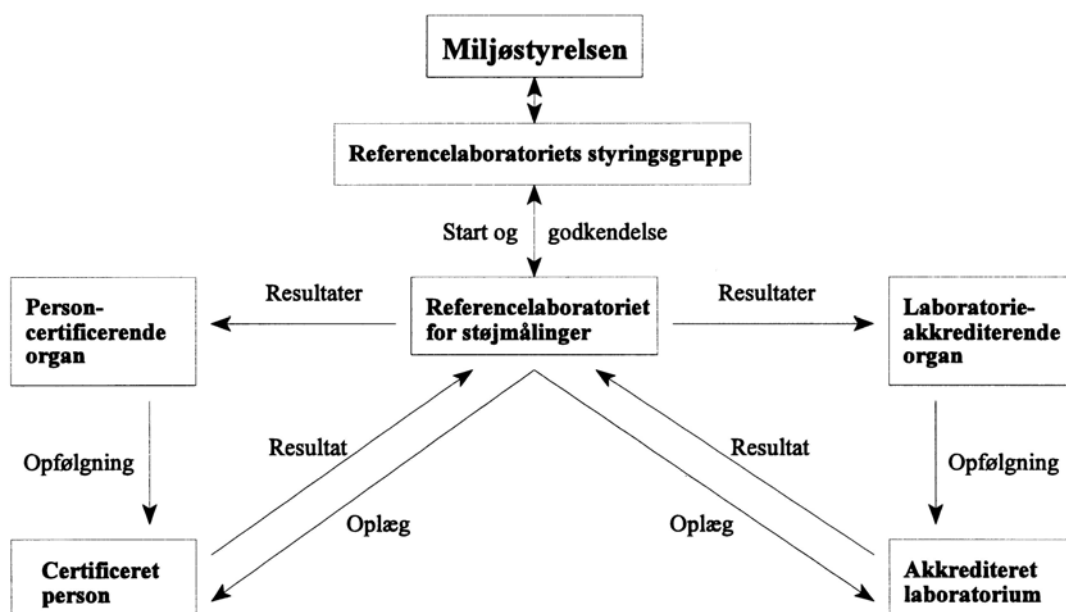 Miljøstyrelsen
Referencelaboratoriets styringsgruppe
Start og godkendelse
Person-
certificerende
organ
Resultater
Referencelaboratoriet
for støjmålinger
Resultater
Laboratorie-
akkrediterende
organ
Opfølgning
Resultat
Resultat
Opfølgning
Oplæg
Oplæg
Certificeret
person
Akkrediteret
laboratorium